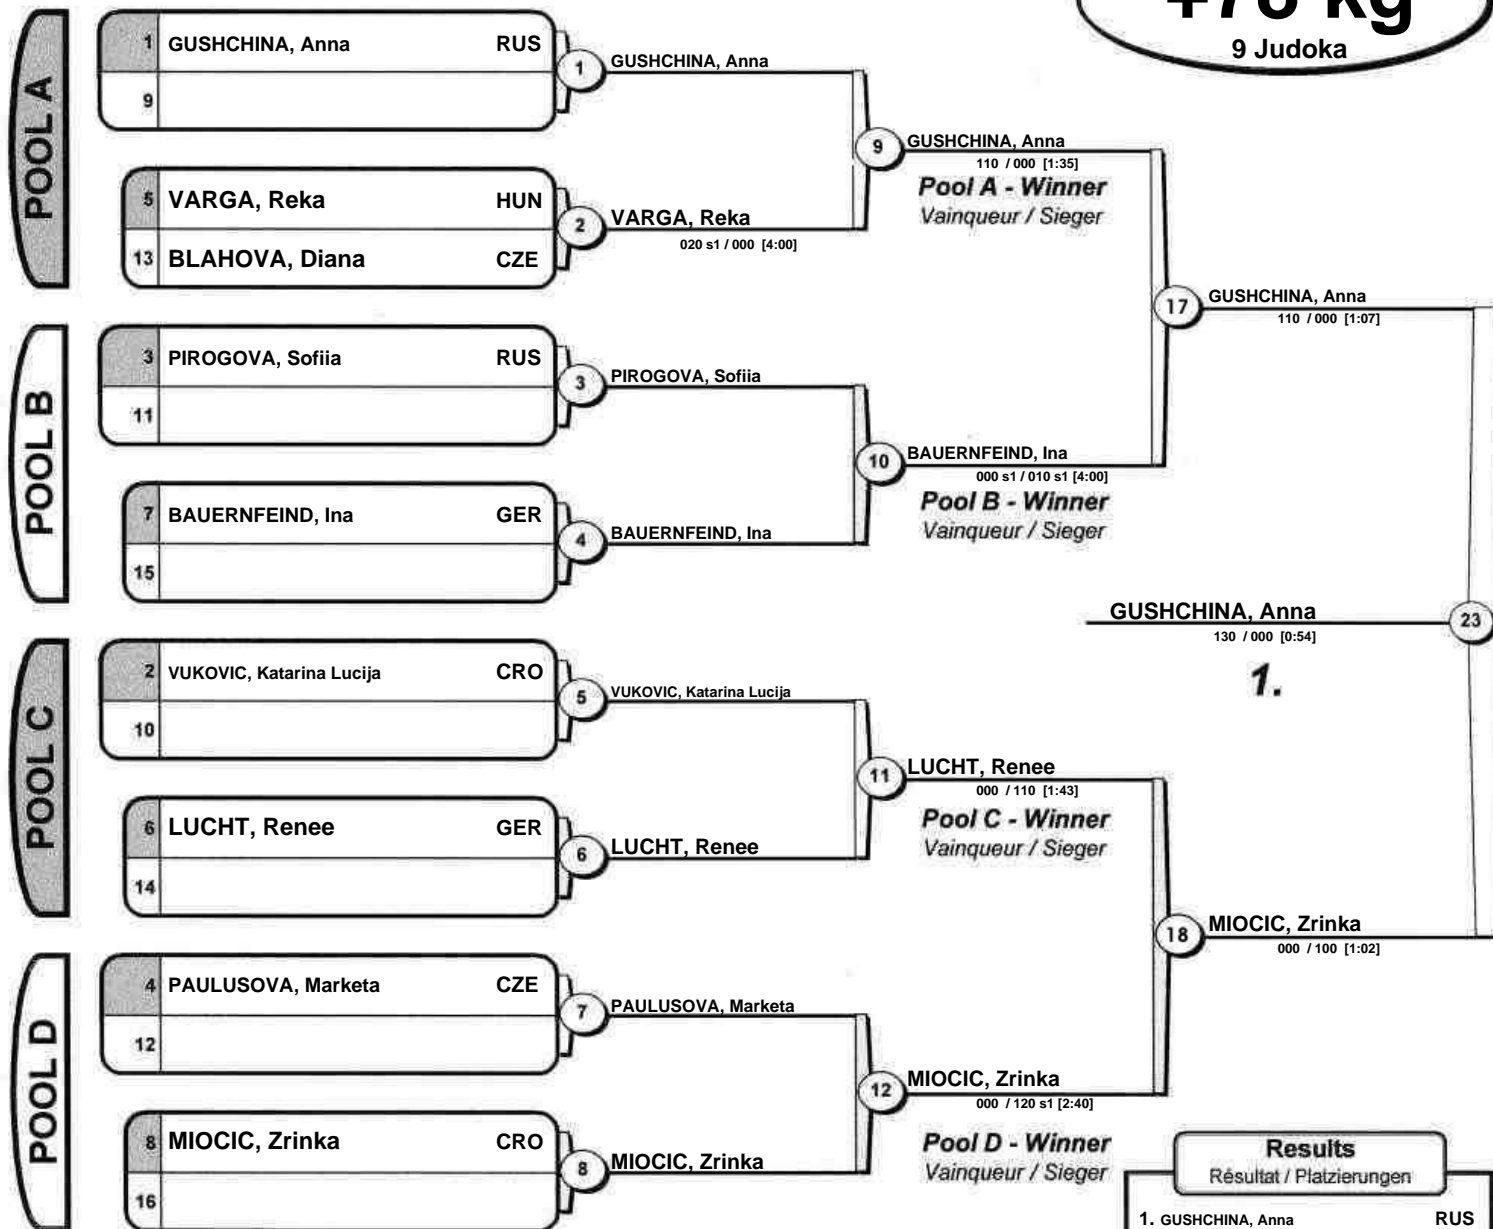 +78 kg
9 Judoka
POOL A
1 GUSHCHINA, Anna RUS
9
1 GUSHCHINA, Anna
5 VARGA, Reka HUN
13 BLAHOVA, Diana CZE
2 VARGA, Reka
020 s1 / 000 [4:00]
9 GUSHCHINA, Anna
110 / 000 [1:35]
Pool A - Winner
Vainqueur / Sieger
POOL B
3 PIROGOVA, Sofiia RUS
11
3 PIROGOVA, Sofiia
7 BAUERNFEIND, Ina GER
15
4 BAUERNFEIND, Ina
10 BAUERNFEIND, Ina
000 s1 / 010 s1 [4:00]
Pool B - Winner
Vainqueur / Sieger
17 GUSHCHINA, Anna
110 / 000 [1:07]
GUSHCHINA, Anna 23
130 / 000 [0:54]
1.
POOL C
2 VUKOVIC, Katarina Lucija CRO
10
5 VUKOVIC, Katarina Lucija
6 LUCHT, Renee GER
14
6 LUCHT, Renee
11 LUCHT, Renee
000 / 110 [1:43]
Pool C - Winner
Vainqueur / Sieger
18 MIOCIC, Zrinka
000 / 100 [1:02]
POOL D
4 PAULUSOVA, Marketa CZE
12
7 PAULUSOVA, Marketa
8 MIOCIC, Zrinka CRO
16
8 MIOCIC, Zrinka
12 MIOCIC, Zrinka
000 / 120 s1 [2:40]
Pool D - Winner
Vainqueur / Sieger
Results
Résultat / Platzierungen
1. GUSHCHINA, Anna RUS